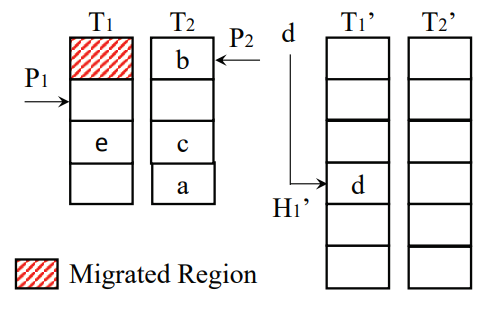 T1 T2 T1’ T2’
P2 d
b
P1
e c
a d
H1’
Migrated Region